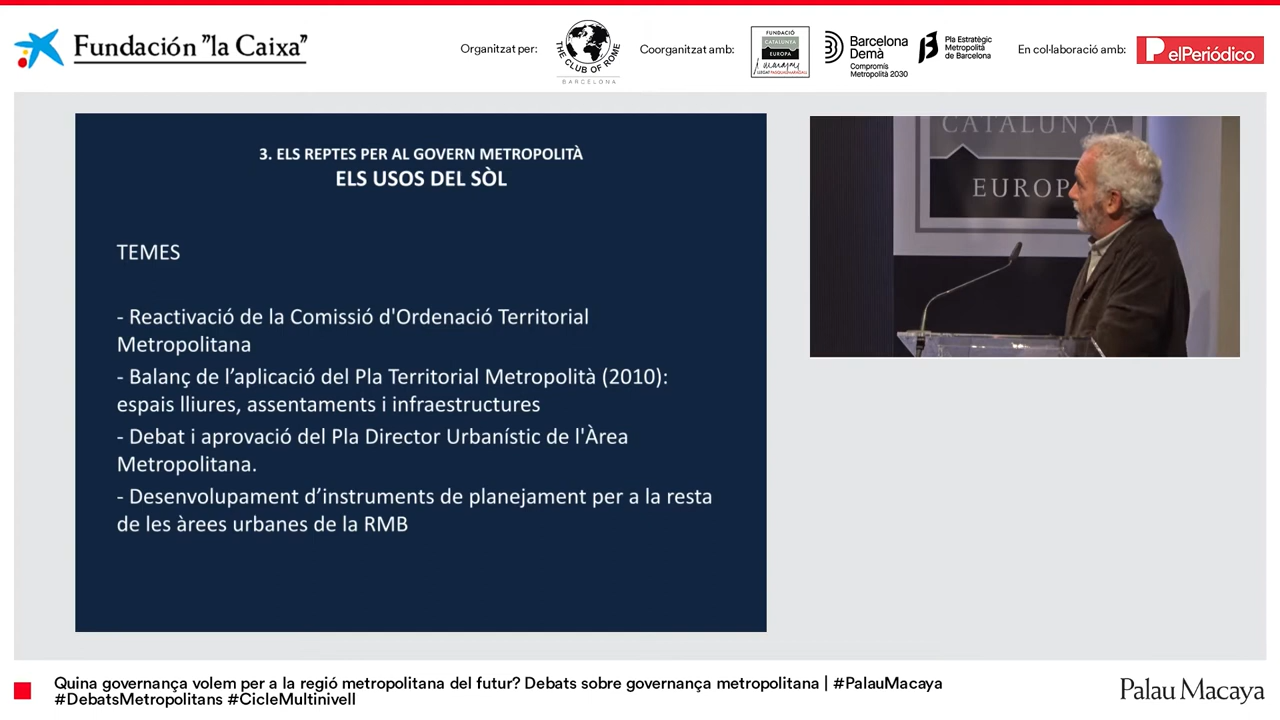 Fundación "la Caixa"
Organitzat per:
THE CLUB OF ROME
BARCELONA
Coorganitzat amb:
FUNDACIÓ
CATALUNYA
EUROPA
LLEGAT PASQUAL MARAGALL
Barcelona
Demà
Compromís
Metropolità 2030
Pla Estratègic
Metropolità
de Barcelona
En col·laboració amb:
elPeriódico
3. ELS REPTES PER AL GOVERN METROPOLITÀ
ELS USOS DEL SÒL
TEMES
- Reactivació de la Comissió d'Ordenació Territorial
Metropolitana
- Balanç de l’aplicació del Pla Territorial Metropolità (2010):
espais lliures, assentaments i infraestructures
- Debat i aprovació del Pla Director Urbanístic de l'Àrea
Metropolitana.
- Desenvolupament d’instruments de planejament per a la resta
de les àrees urbanes de la RMB
CATALUNYA
EUROP
Quina governança volem per a la regió metropolitana del futur? Debats sobre governança metropolitana | #PalauMacaya
#DebatsMetropolitans #CicleMultinivell
Palau Macaya